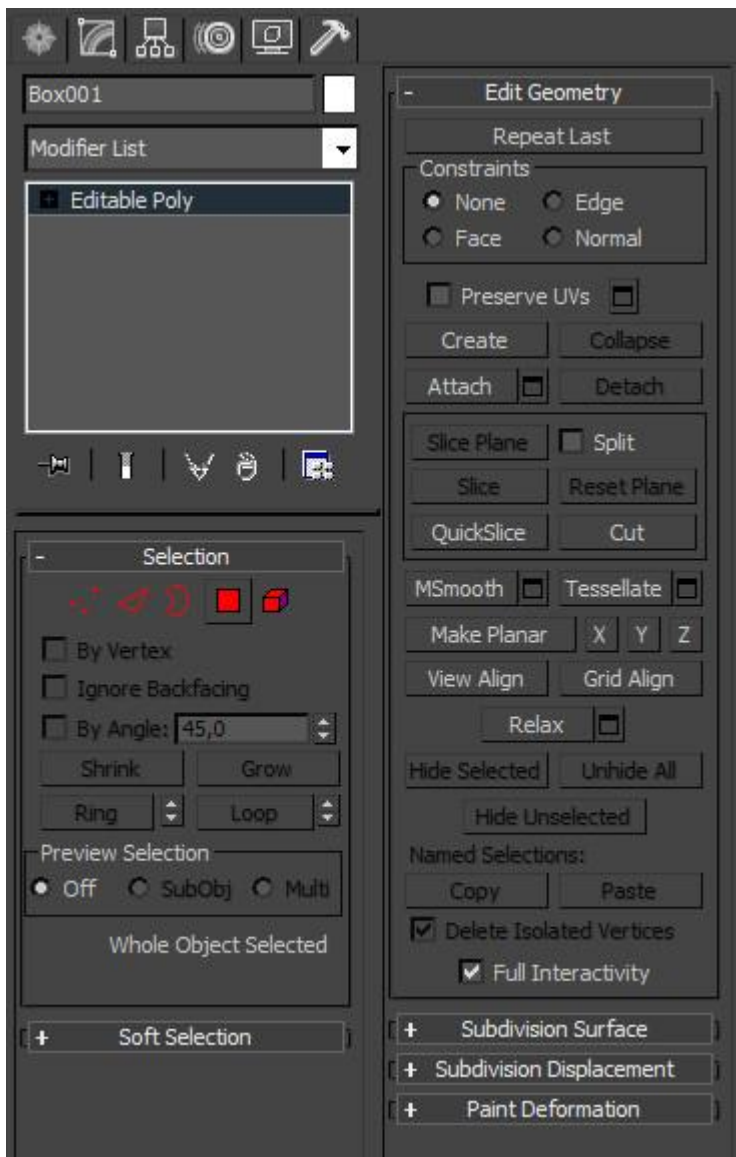 Box001
Modifier List
Editable Poly
Selection
By Vertex
Ignore Backfacing
By Angle: 45,0
Shrink Grow
Ring Loop
Preview Selection
Off SubObj Multi
Whole Object Selected
Soft Selection
Edit Geometry
Repeat Last
Constraints
None Edge
Face Normal
Preserve UVs
Create Collapse
Attach Detach
Slice Plane Split
Slice Reset Plane
QuickSlice Cut
MSmooth Tessellate
Make Planar X Y Z
View Align Grid Align
Relax
Hide Selected Unhide All
Hide Unselected
Named Selections:
Copy Paste
Delete Isolated Vertices
Full Interactivity
Subdivision Surface
Subdivision Displacement
Paint Deformation